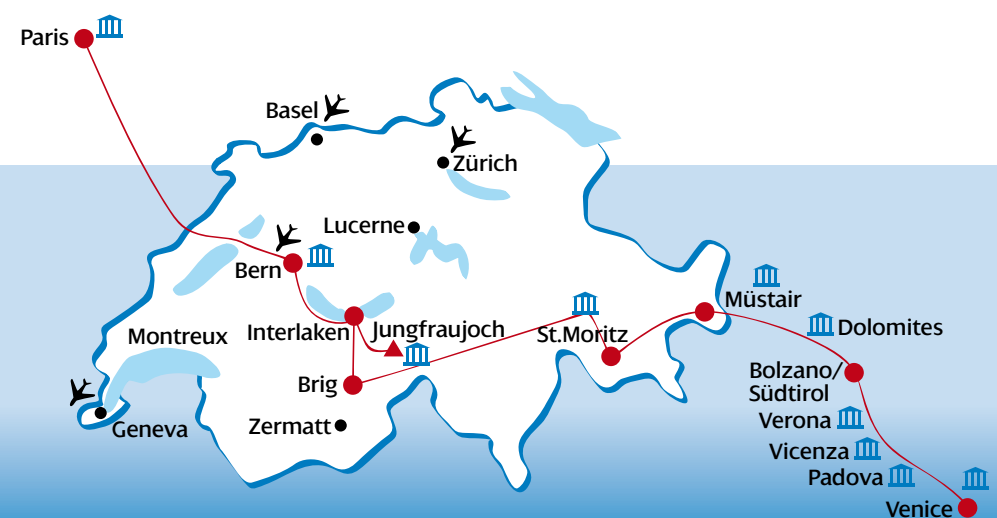 Paris
Basel
Zürich
Lucerne
Bern
Müstair
Interlaken
Jungfraujoch
St.Moritz
Dolomites
Montreux
Bolzano/
Südtirol
Brig
Verona
Geneva
Zermatt
Vicenza
Padova
Venice